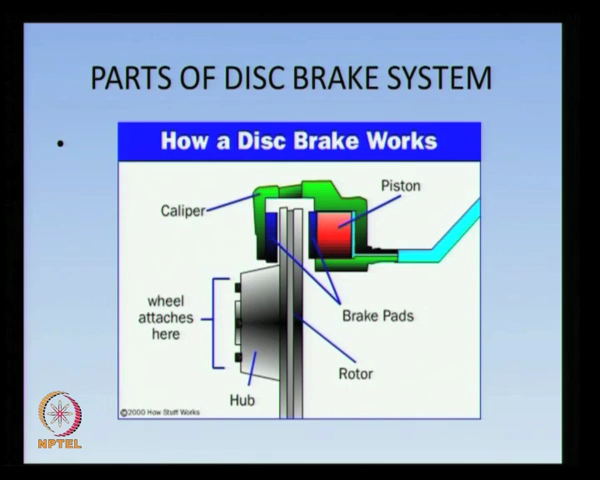 PARTS OF DISC BRAKE SYSTEM
How a Disc Brake Works
Piston
Caliper
wheel
attaches
here
Brake Pads
Rotor
Hub
©2000 How Stuff Works
NPTEL